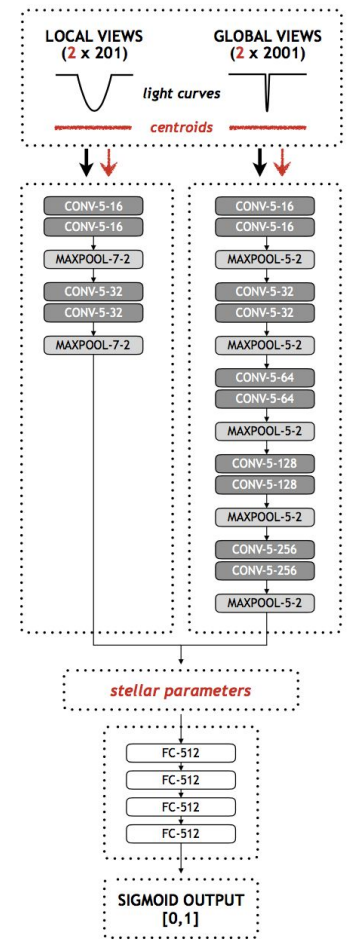 LOCAL VIEWS
(2 x 201)
GLOBAL VIEWS
(2 x 2001)
light curves
centroids
CONV-5-16
CONV-5-16
MAXPOOL-7-2
CONV-5-32
CONV-5-32
MAXPOOL-7-2
CONV-5-16
CONV-5-16
MAXPOOL-5-2
CONV-5-32
CONV-5-32
MAXPOOL-5-2
CONV-5-64
CONV-5-64
MAXPOOL-5-2
CONV-5-128
CONV-5-128
MAXPOOL-5-2
CONV-5-256
CONV-5-256
MAXPOOL-5-2
stellar parameters
FC-512
FC-512
FC-512
FC-512
SIGMOID OUTPUT
[0,1]